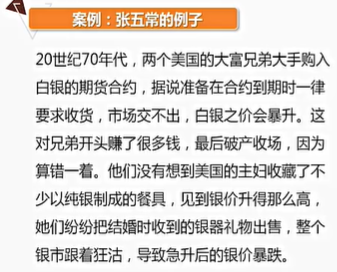 案例：张五常的例子
20世纪70年代，两个美国的大富兄弟大手购入
白银的期货合约，据说准备在合约到期时一律
要求收货，市场交不出，白银之价会暴升。这
对兄弟开头赚了很多钱，最后破产收场，因为
算错一着。他们没有想到美国的主妇收藏了不
少以纯银制成的餐具，见到银价升得那么高，
她们纷纷把结婚时收到的银器礼物出售，整个
银市跟着狂沽，导致急升后的银价暴跌。